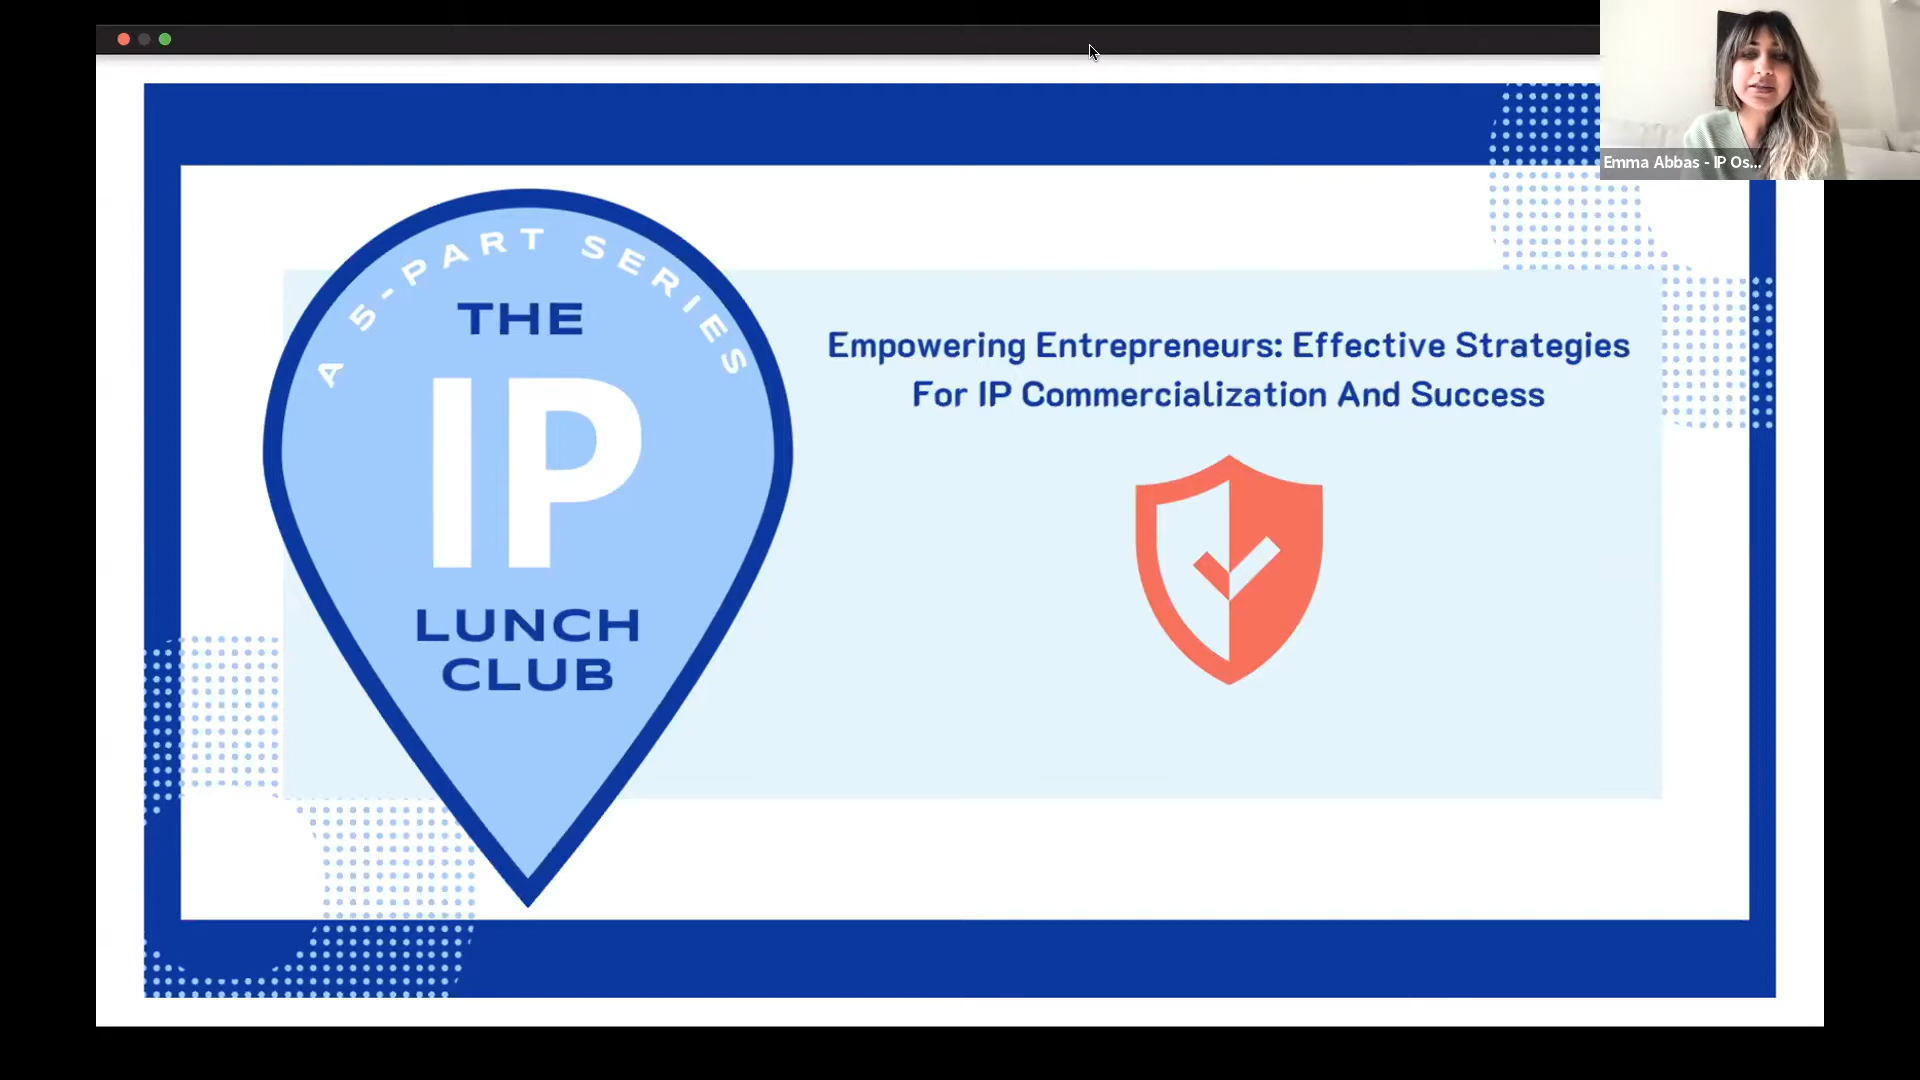 Emma Abbas - IP Os...
A 5-PART SERIES
THE
IP
LUNCH
CLUB
Empowering Entrepreneurs: Effective Strategies
For IP Commercialization And Success